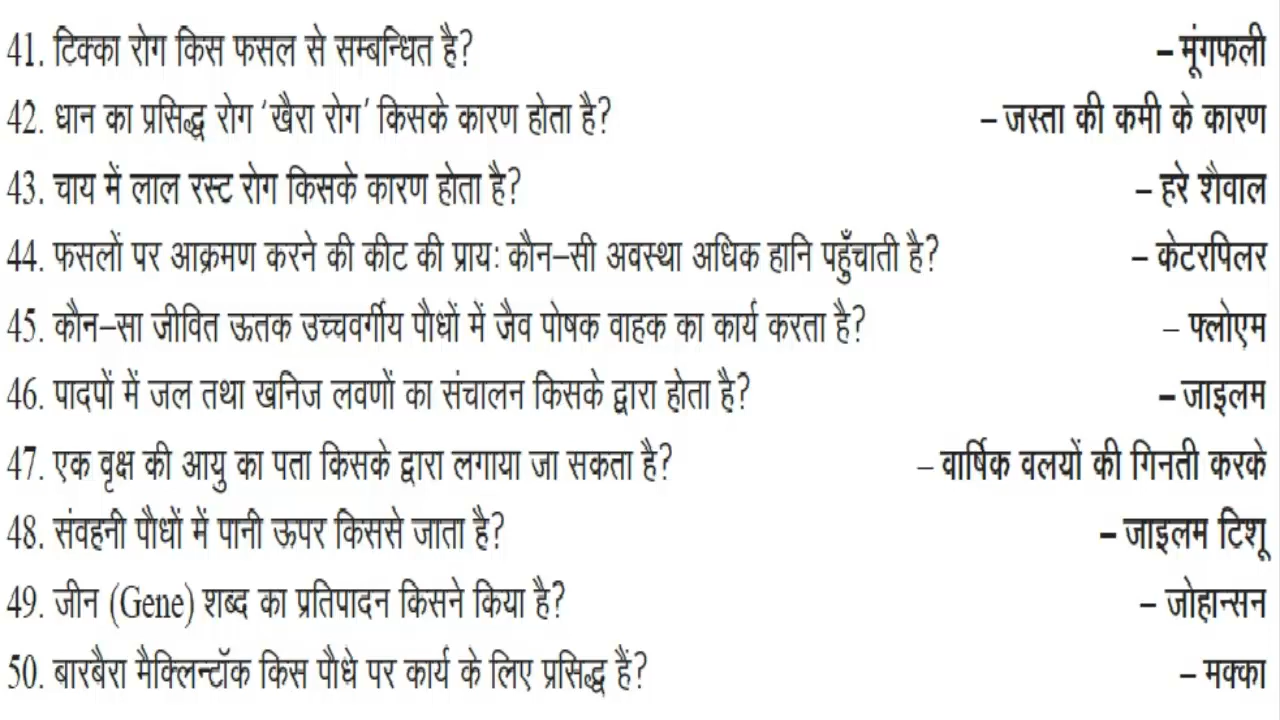 41. टिक्का रोग किस फसल से सम्बन्धित है? – मूंगफली
42. धान का प्रसिद्ध रोग ‘खैरा रोग’ किसके कारण होता है? – जस्ता की कमी के कारण
43. चाय में लाल रस्ट रोग किसके कारण होता है? – हरे शैवाल
44. फसलों पर आक्रमण करने की कीट की प्राय: कौन–सी अवस्था अधिक हानि पहुँचाती है? – केटरपिलर
45. कौन–सा जीवित ऊतक उच्चवर्गीय पौधों में जैव पोषक वाहक का कार्य करता है? – फ्लोएम
46. पादपों में जल तथा खनिज लवणों का संचालन किसके द्वारा होता है? – जाइलम
47. एक वृक्ष की आयु का पता किसके द्वारा लगाया जा सकता है? – वार्षिक वलयों की गिनती करके
48. संवहनी पौधों में पानी ऊपर किससे जाता है? – जाइलम टिशू
49. जीन (Gene) शब्द का प्रतिपादन किसने किया है? – जोहान्सन
50. बारबैरा मैक्लिन्टॉक किस पौधे पर कार्य के लिए प्रसिद्ध हैं? – मक्का